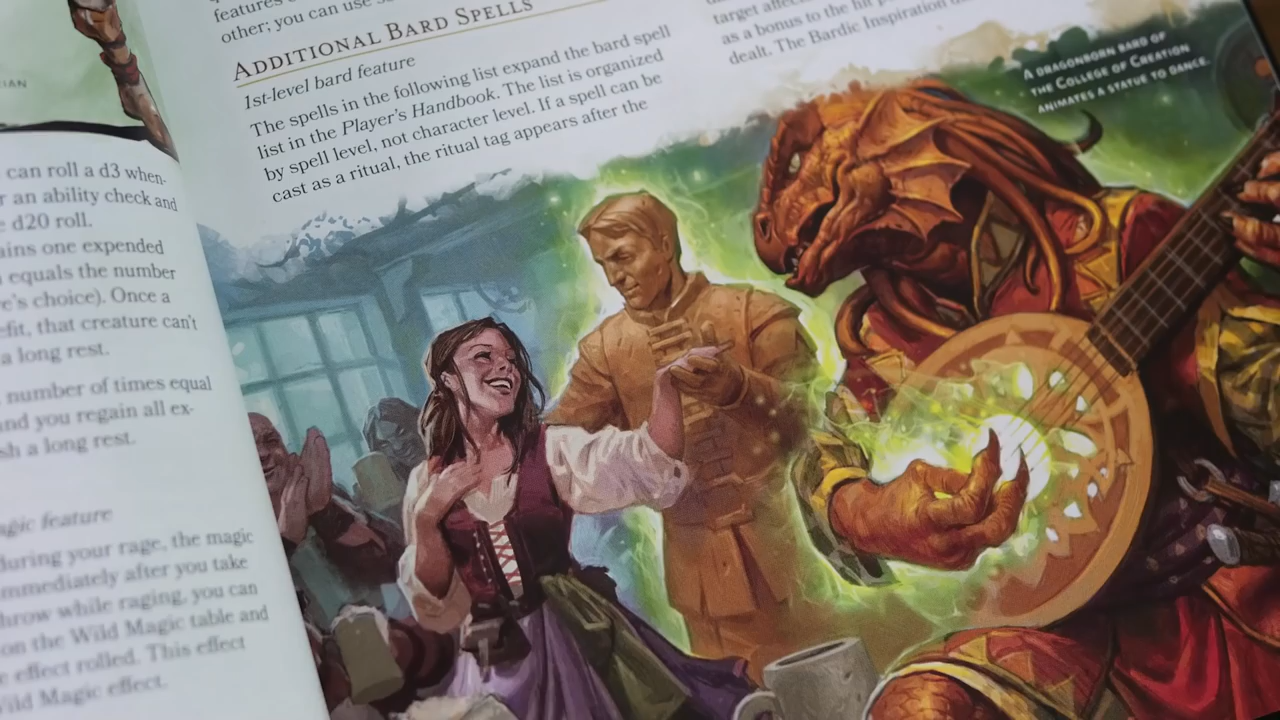 IAN
can roll a d3 when-
r an ability check and
e d20 roll.
ains one expended
equals the number
re's choice). Once a
efit, that creature can't
a long rest.
number of times equal
and you regain all ex-
sh a long rest.
agic feature
during your rage, the magic
mmediately after you take
hrow while raging, you can
on the Wild Magic table and
e effect rolled. This effect
Wild Magic effect.
features
other; you can use
ADDITIONAL BARD SPELLS
1st-level bard feature
The spells in the following list expand the bard spell
list in the Player's Handbook. The list is organized
by spell level, not character level. If a spell can be
cast as a ritual, the ritual tag appears after the
target
as a bonus to the hit
dealt. The Bardic Inspiration
A DRAGONBORN BARD OF
THE COLLEGE OF CREATION
ANIMATES A STATUE TO DANCE.